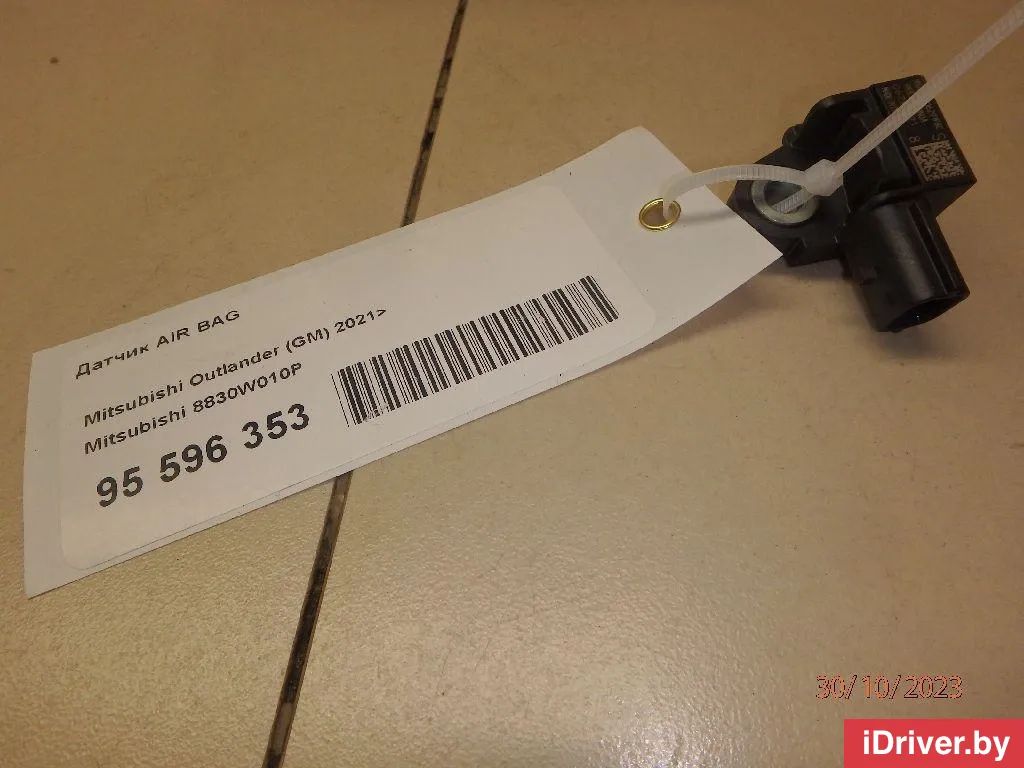 Датчик AIR BAG
Mitsubishi Outlander (GM) 2021>
Mitsubishi 8830W010P
95 596 353
30/10/2023
iDriver.by